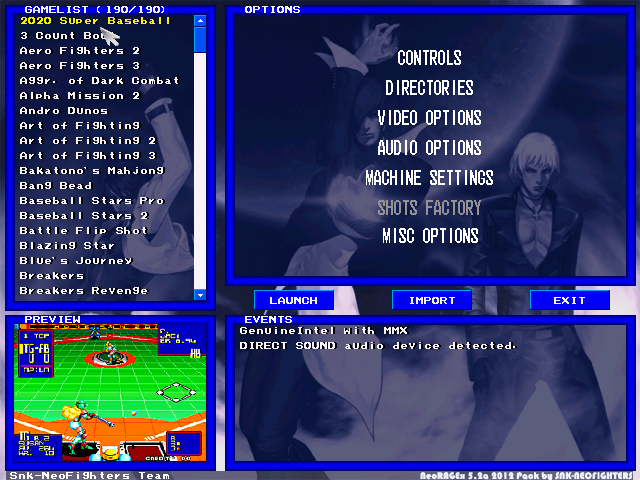 GAMELIST (190/190)
2020 Super Baseball
3 Count
Aero Fighters 2
Aero Fighters 3
Aggr. of Dark Combat
Alpha Mission 2
Andro Dunos
Art of Fighting
Art of Fighting 2
Art of Fighting 3
Bakatono's Mahjong
Bang Bead
Baseball Stars Pro
Baseball Stars 2
Battle Flip Shot
Blazing Star
Blue's Journey
Breakers
Breakers Revenge
OPTIONS
CONTROLS
DIRECTORIES
VIDEO OPTIONS
AUDIO OPTIONS
MACHINE SETTINGS
SHOTS FACTORY
MISC OPTIONS
LAUNCH
IMPORT
EXIT
PREVIEW
1 TOP
EVENTS
GenuineIntel with MMX
DIRECT SOUND audio device detected.
Snk-NeoFighters Team
NeoRAGEx 5.2a 2012 Pack by SNK-NEOFIGHTERS